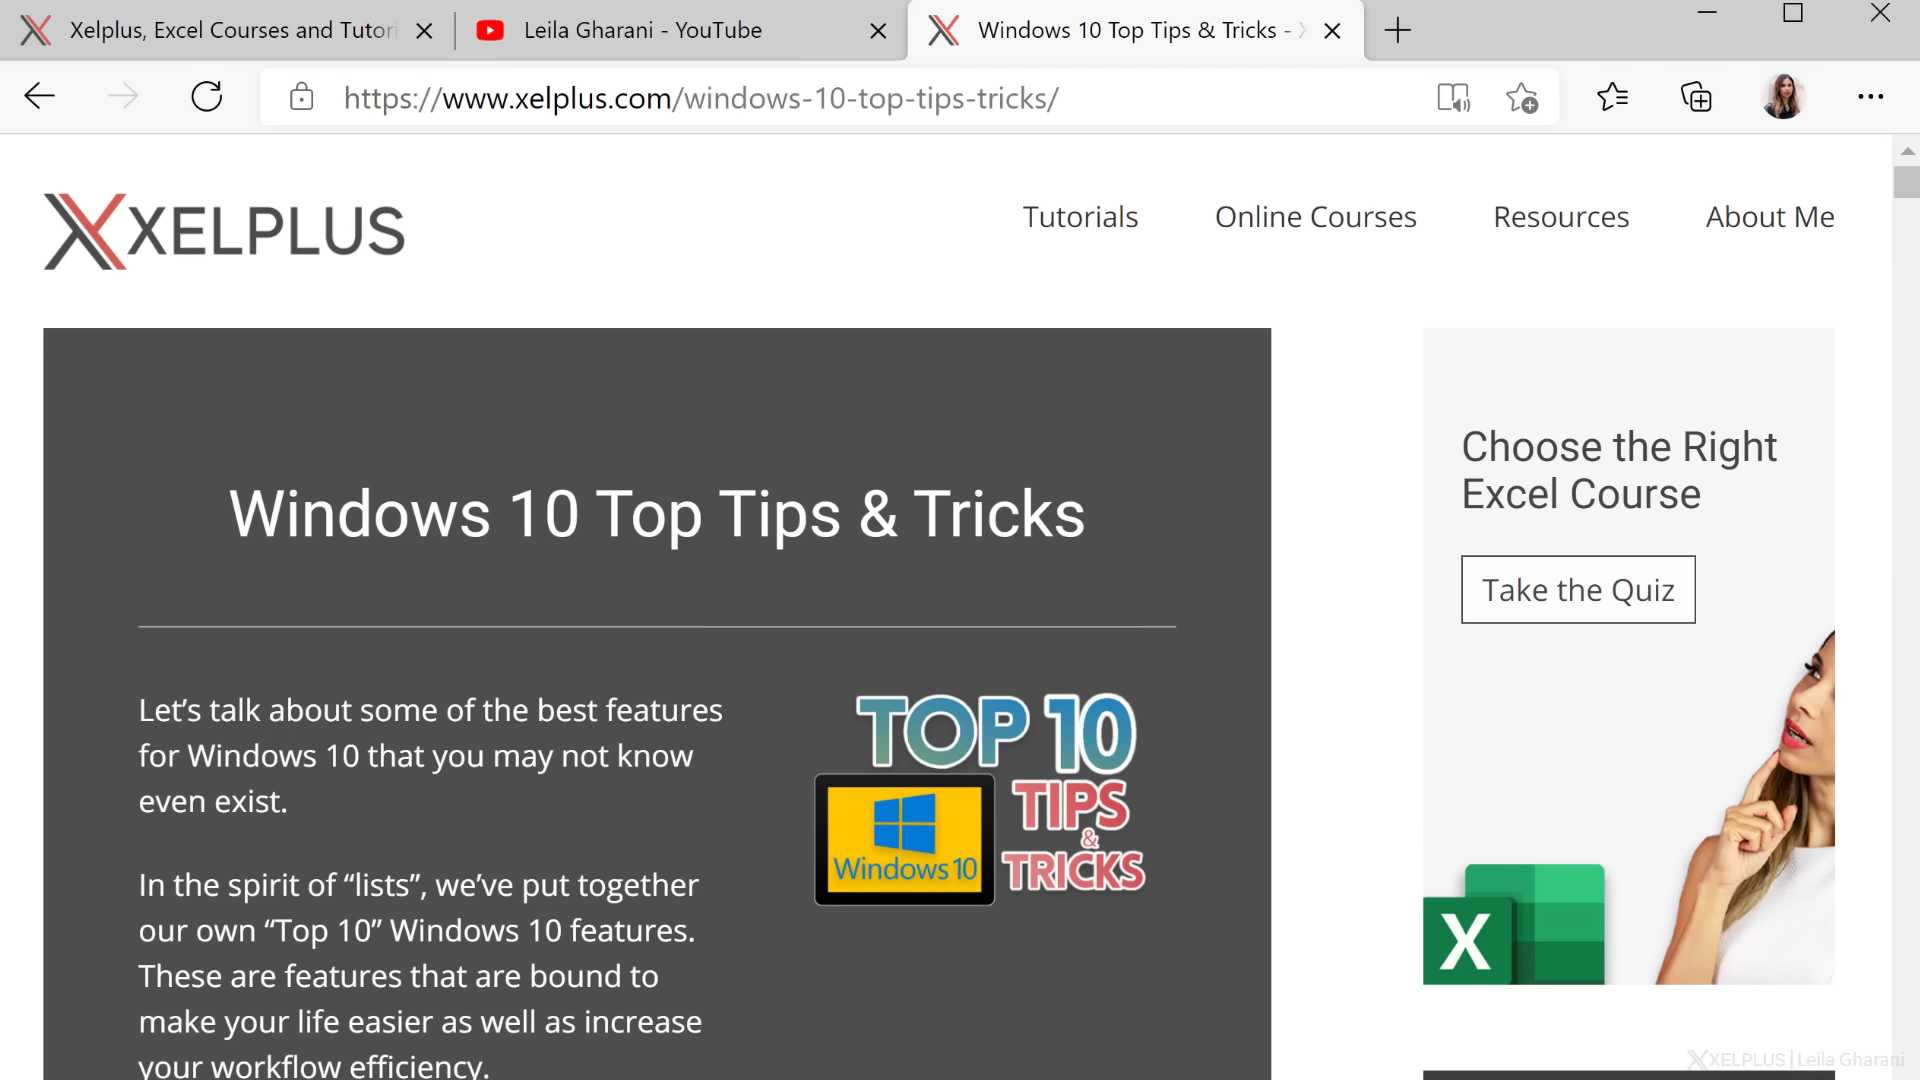 Xelplus, Excel Courses and Tutori
Leila Gharani - YouTube
Windows 10 Top Tips & Tricks -
https://www.xelplus.com/windows-10-top-tips-tricks/
XELPLUS
Tutorials
Online Courses
Resources
About Me
Windows 10 Top Tips & Tricks
Let’s talk about some of the best features
for Windows 10 that you may not know
even exist.
In the spirit of “lists”, we’ve put together
our own “Top 10” Windows 10 features.
These are features that are bound to
make your life easier as well as increase
your workflow efficiency.
TOP 10
TIPS
&
TRICKS
Windows 10
Choose the Right
Excel Course
Take the Quiz
X
XELPLUS | Leila Gharani